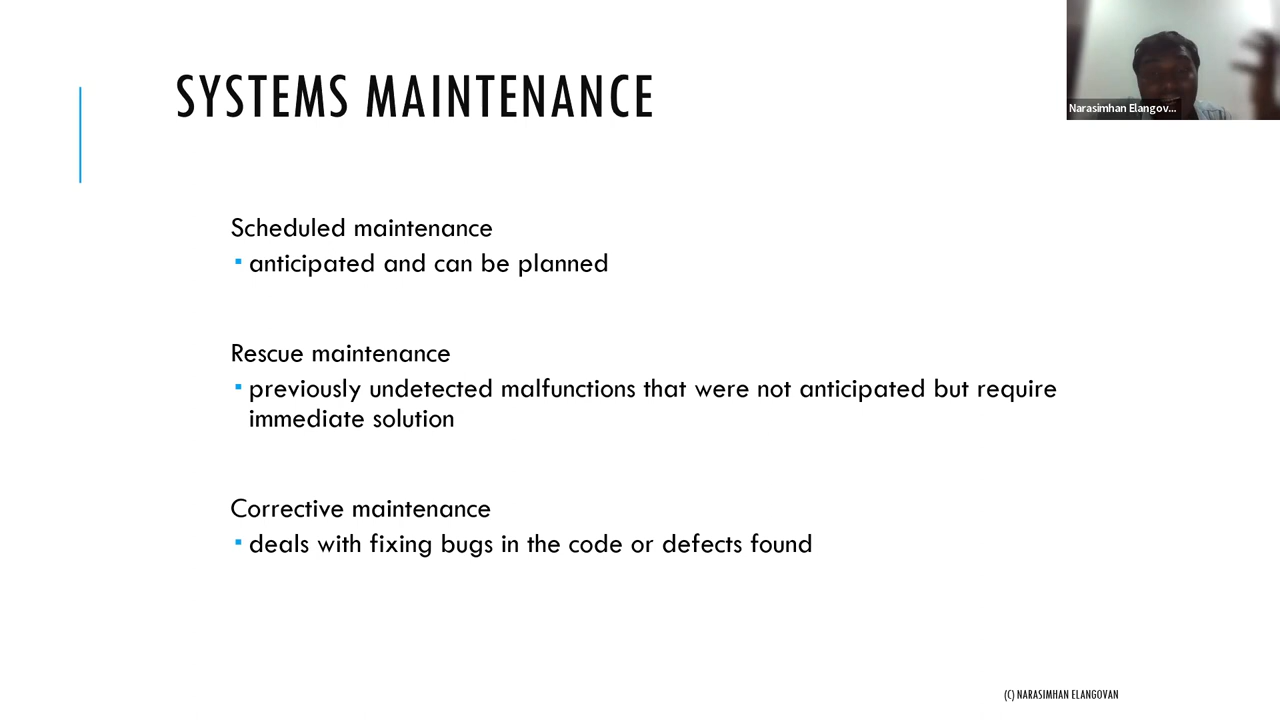 SYSTEMS MAINTENANCE
Narasimhan Elangov...
Scheduled maintenance
▪ anticipated and can be planned
Rescue maintenance
▪ previously undetected malfunctions that were not anticipated but require
immediate solution
Corrective maintenance
▪ deals with fixing bugs in the code or defects found
(C) NARASIMHAN ELANGOVAN